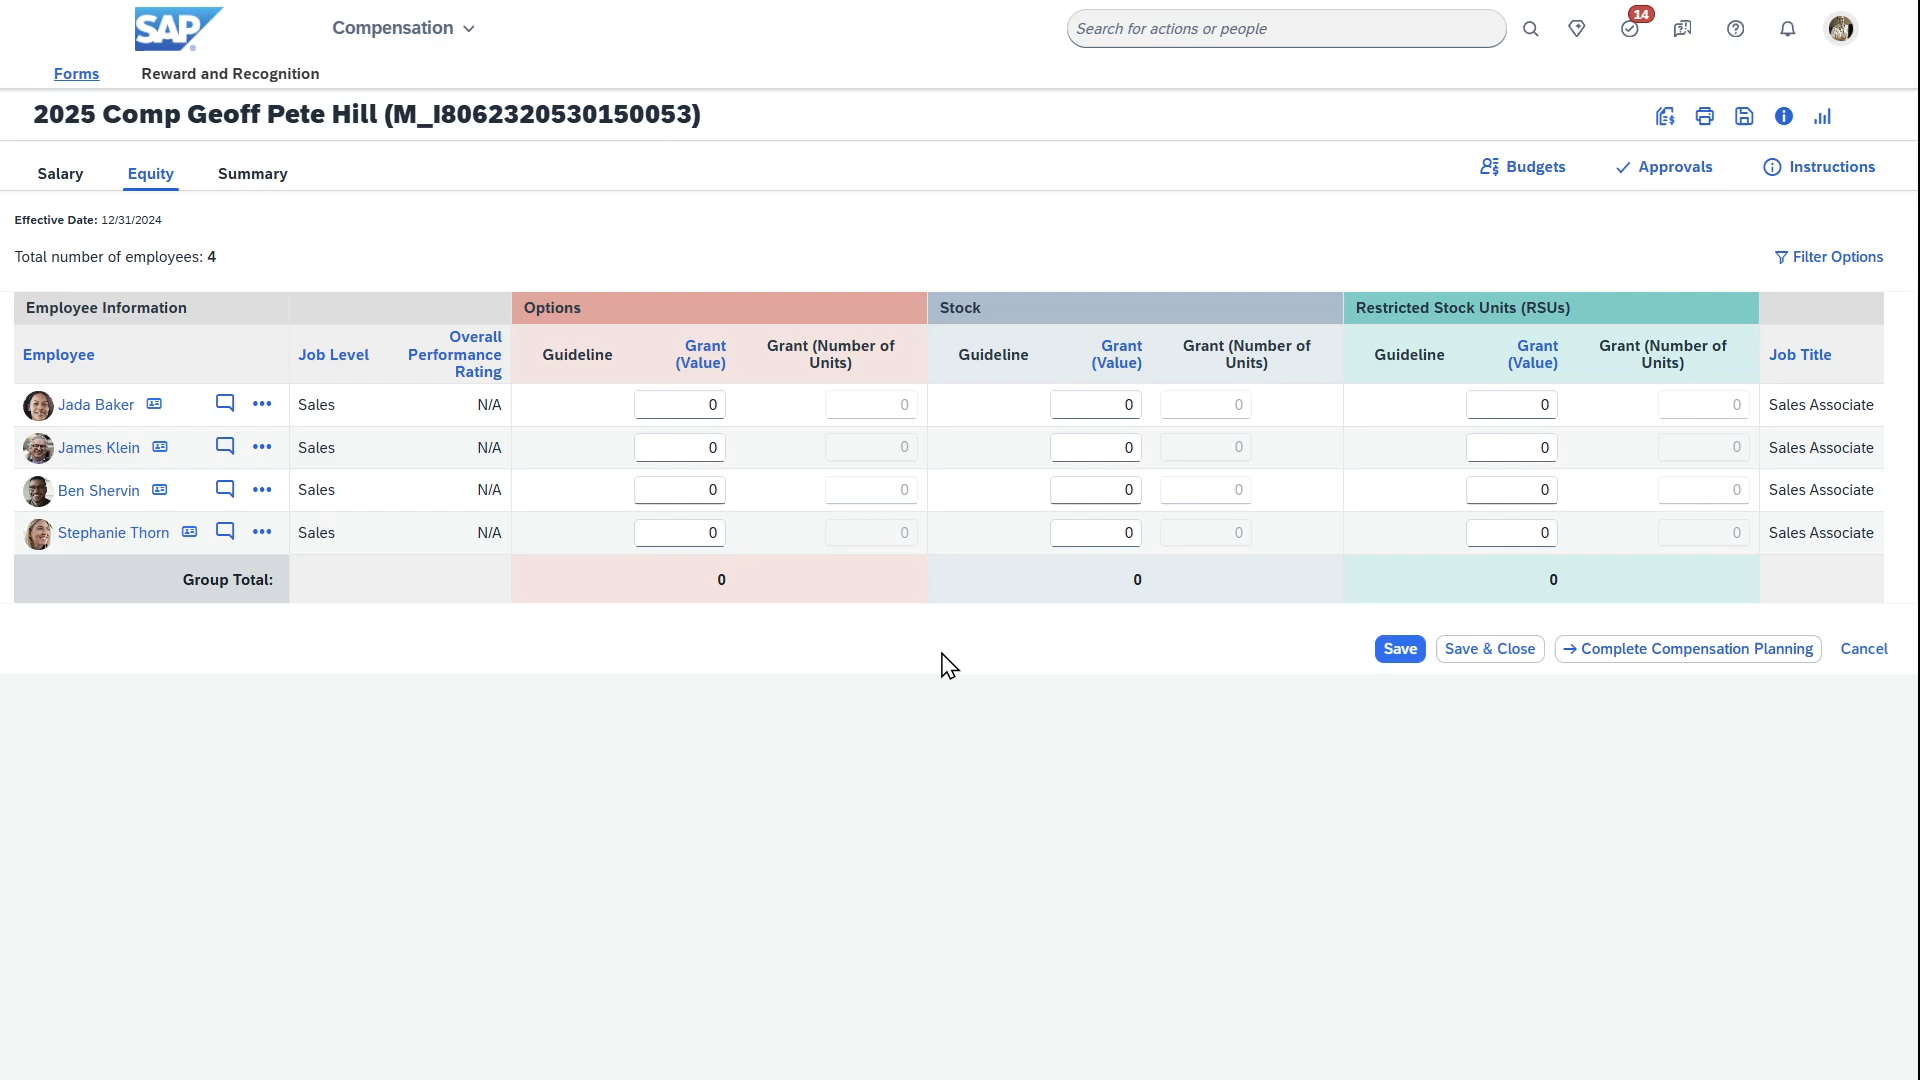 SAP
Compensation
Search for actions or people
14
Forms
Reward and Recognition
2025 Comp Geoff Pete Hill (M_I8062320530150053)
Salary
Equity
Summary
Budgets
Approvals
Instructions
Effective Date: 12/31/2024
Total number of employees: 4
Filter Options
Employee Information
Options
Stock
Restricted Stock Units (RSUs)
Employee
Job Level
Overall
Performance
Rating
Guideline
Grant
(Value)
Grant (Number of
Units)
Guideline
Grant
(Value)
Grant (Number of
Units)
Guideline
Grant
(Value)
Grant (Number of
Units)
Job Title
Jada Baker Sales N/A 0 0 0 0 0 0 Sales Associate
James Klein Sales N/A 0 0 0 0 0 0 Sales Associate
Ben Shervin Sales N/A 0 0 0 0 0 0 Sales Associate
Stephanie Thorn Sales N/A 0 0 0 0 0 0 Sales Associate
Group Total: 0 0 0
Save
Save & Close
Complete Compensation Planning
Cancel